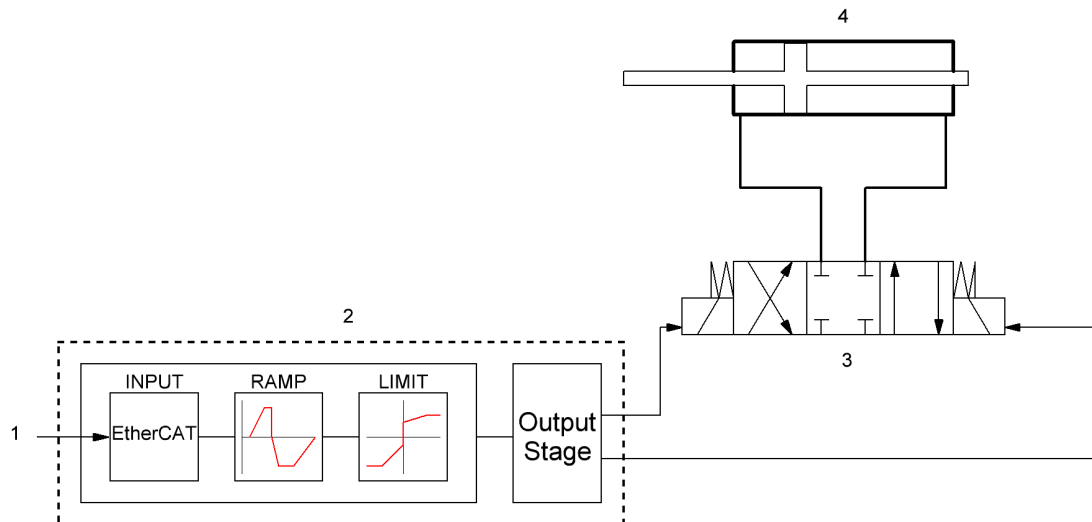 4
3
2
INPUT RAMP LIMIT
1
EtherCAT
Output
Stage